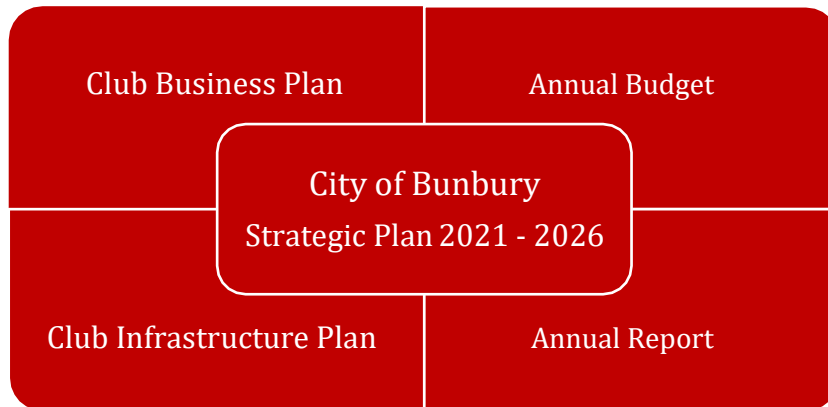 Club Business Plan
Annual Budget
City of Bunbury
Strategic Plan 2021 - 2026
Club Infrastructure Plan
Annual Report